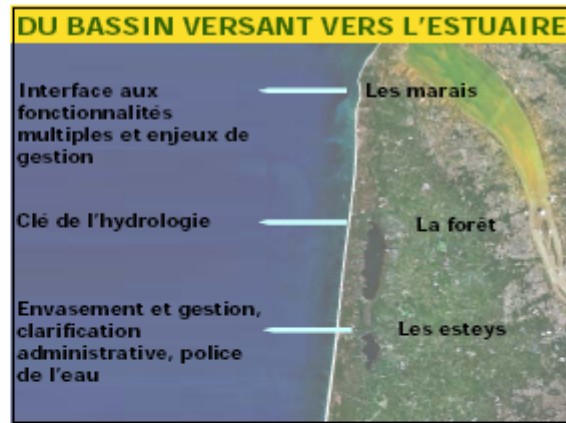 DU BASSIN VERSANT VERS L'ESTUAIRE
Interface aux
fonctionnalités
multiples et enjeux de
gestion
Les marais
Clé de l'hydrologie
La forêt
Envasement et gestion,
clarification
administrative, police
de l'eau
Les esteys